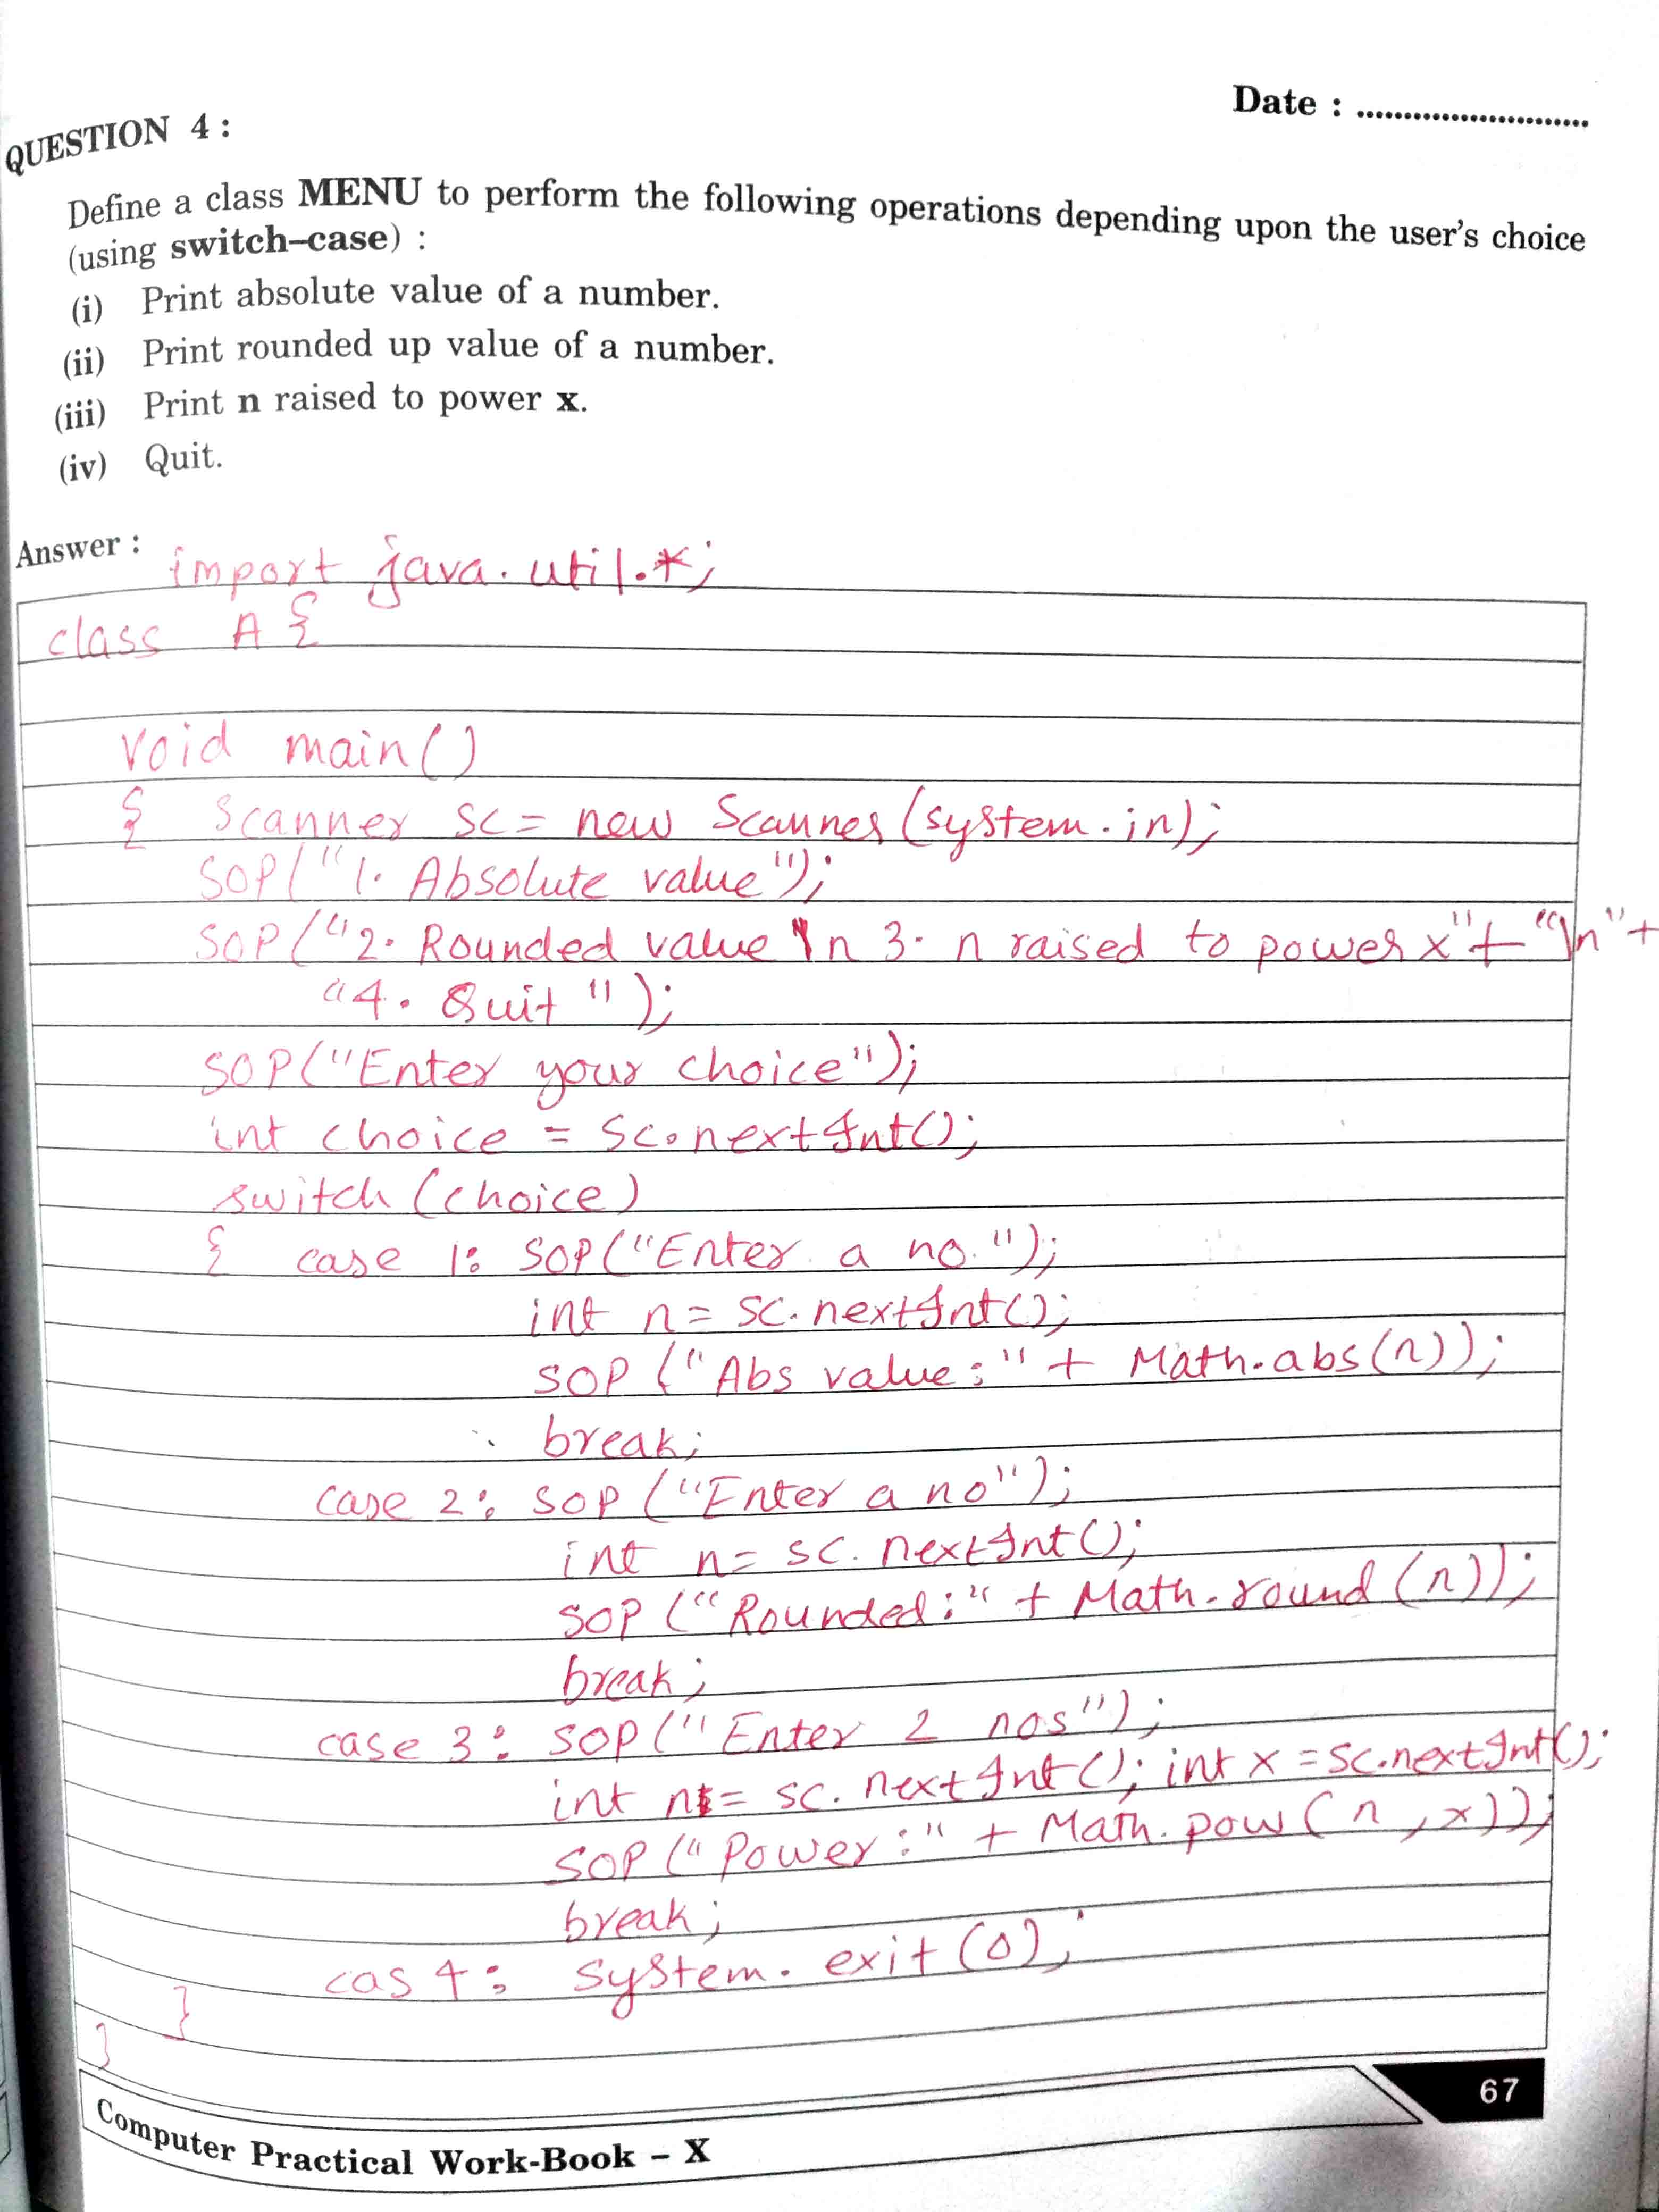 Date : ..........................
QUESTION 4 :
Define a class MENU to perform the following operations depending upon the user's choice
(using switch–case) :
(i) Print absolute value of a number.
(ii) Print rounded up value of a number.
(iii) Print n raised to power x.
(iv) Quit.
Answer : import java.util.*;
class A {
void main()
{ Scanner sc = new Scanner (system.in);
SOP("1. Absolute value");
SOP("2. Rounded value \n 3. n raised to power x" + "\n" +
"4. Quit");
SOP("Enter your choice");
int choice = sc.nextInt();
switch (choice)
{ case 1: SOP("Enter a no.");
int n = sc.nextInt();
SOP ("Abs value:" + Math.abs(n));
break;
case 2: SOP ("Enter a no");
int n = sc.nextInt();
SOP ("Rounded:" + Math.round (n));
break;
case 3: SOP("Enter 2 nos");
int n = sc.nextInt(); int x = sc.nextInt();
SOP ("Power:" + Math.pow(n,x));
break;
cas 4: system.exit(0);
}
}
67
Computer Practical Work-Book – X